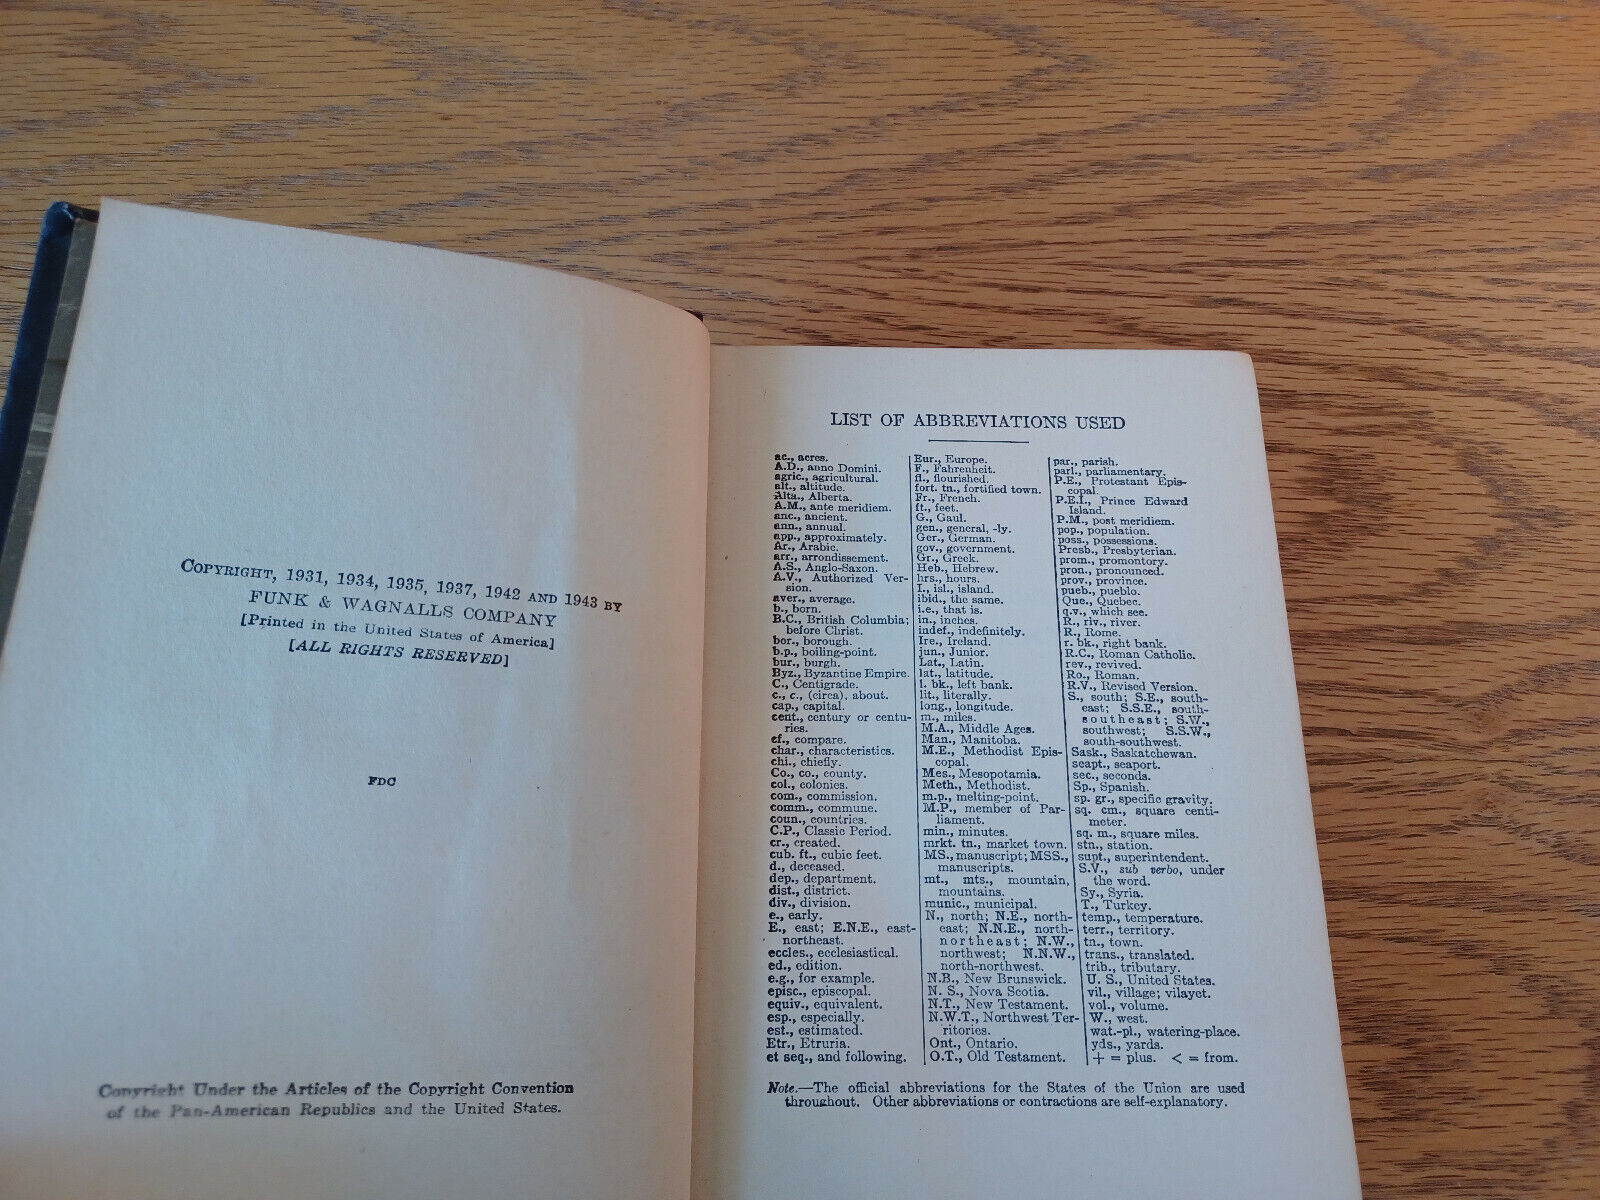 COPYRIGHT, 1931, 1934, 1935, 1937, 1942 AND 1943 BY
FUNK & WAGNALLS COMPANY
[Printed in the United States of America]
[ALL RIGHTS RESERVED]
FDC
Copyright Under the Articles of the Copyright Convention
of the Pan-American Republics and the United States.
LIST OF ABBREVIATIONS USED
ac., acres.
A.D., anno Domini.
agric., agricultural.
alt., altitude.
Alta., Alberta.
A.M., ante meridiem.
anc., ancient.
ann., annual.
app., approximately.
Ar., Arabic.
arr., arrondissement.
A.S., Anglo-Saxon.
A.V., Authorized Ver-
sion.
aver., average.
b., born.
B.C., British Columbia;
before Christ.
bor., borough.
b.p., boiling-point.
bur., burgh.
Byz., Byzantine Empire.
C., Centigrade.
c., c., (circa), about.
cap., capital.
cent., century or centu-
ries.
cf., compare.
char., characteristics.
chi., chiefly.
Co., co., county.
col., colonies.
com., commission.
comm., commune.
coun., countries.
C.P., Classic Period.
cr., created.
cub. ft., cubic feet.
d., deceased.
dep., department.
dist., district.
div., division.
e., early.
E., east; E.N.E., east-
northeast.
eccles., ecclesiastical.
ed., edition.
e.g., for example.
episc., episcopal.
equiv., equivalent.
esp., especially.
est., estimated.
Etr., Etruria.
et seq., and following.
Eur., Europe.
F., Fahrenheit.
fl., flourished.
fort. tn., fortified town.
Fr., French.
ft., feet.
G., Gaul.
gen., general, -ly.
Ger., German.
gov., government.
Gr., Greek.
Heb., Hebrew.
hrs., hours.
I., isl., island.
ibid., the same.
i.e., that is.
in., inches.
indef., indefinitely.
Ire., Ireland.
jun., Junior.
Lat., Latin.
lat., latitude.
l. bk., left bank.
lit., literally.
long., longitude.
m., miles.
M.A., Middle Ages.
Man., Manitoba.
M.E., Methodist Epis-
copal.
Mes., Mesopotamia.
Meth., Methodist.
m.p., melting-point.
M.P., member of Par-
liament.
min., minutes.
mrkt. tn., market town.
MS., manuscript; MSS.,
manuscripts.
mt., mts., mountain,
mountains.
munic., municipal.
N., north; N.E., north-
east; N.N.E., north-
northeast; N.W.,
northwest; N.N.W.,
north-northwest.
N.B., New Brunswick.
N. S., Nova Scotia.
N.T., New Testament.
N.W.T., Northwest Ter-
ritories.
Ont., Ontario.
O.T., Old Testament.
par., parish.
parl., parliamentary.
P.E., Protestant Epis-
copal.
P.E.I., Prince Edward
Island.
P.M., post meridiem.
pop., population.
poss., possessions.
Presb., Presbyterian.
prom., promontory.
pron., pronounced.
prov., province.
pueb., pueblo.
Que., Quebec.
q.v., which see.
R., riv., river.
R., Rome.
r. bk., right bank.
R.C., Roman Catholic.
rev., revived.
Ro., Roman.
R.V., Revised Version.
S., south; S.E., south-
east; S.S.E., south-
southeast; S.W.,
southwest; S.S.W.,
south-southwest.
Sask., Saskatchewan.
seapt., seaport.
sec., seconds.
Sp., Spanish.
sp. gr., specific gravity.
sq. cm., square centi-
meter.
sq. m., square miles.
stn., station.
supt., superintendent.
S.V., sub verbo, under
the word.
Sy., Syria.
T., Turkey.
temp., temperature.
terr., territory.
tn., town.
trans., translated.
trib., tributary.
U. S., United States.
vil., village; vilayet.
vol., volume.
W., west.
wat.-pl., watering-place.
yds., yards.
+ = plus. < = from.
Note.—The official abbreviations for the States of the Union are used
throughout. Other abbreviations or contractions are self-explanatory.